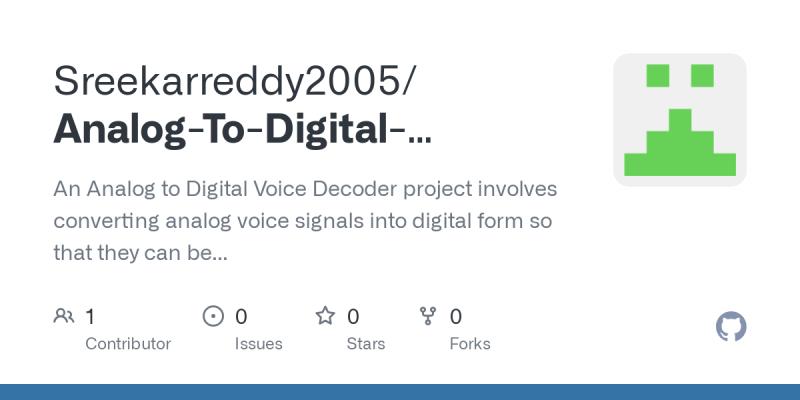 Sreekarreddy2005/
Analog-To-Digital-...
An Analog to Digital Voice Decoder project involves
converting analog voice signals into digital form so
that they can be...
1 0 0 0
Contributor Issues Stars Forks